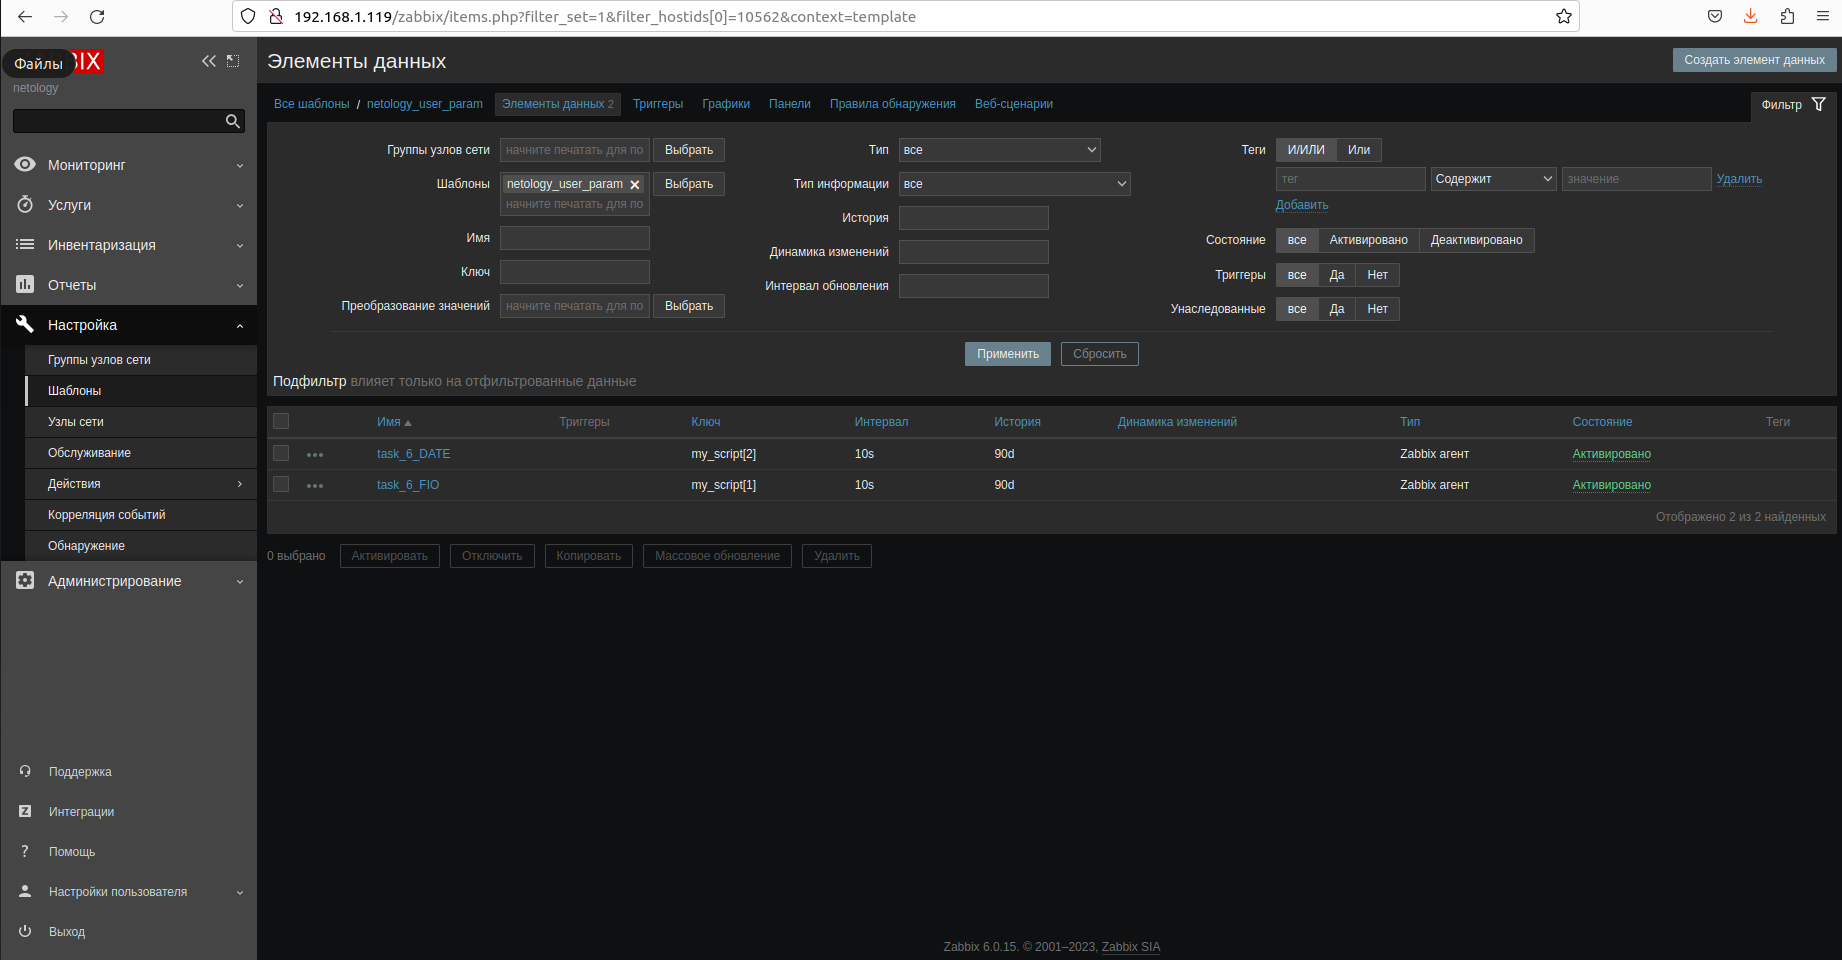 192.168.1.119/zabbix/items.php?filter_set=1&filter_hostids[0]=10562&context=template
Файлы
IX
netology
Мониторинг
Услуги
Инвентаризация
Отчеты
Настройка
Группы узлов сети
Шаблоны
Узлы сети
Обслуживание
Действия
Корреляция событий
Обнаружение
Администрирование
Поддержка
Интеграции
Помощь
Настройки пользователя
Выход
Элементы данных
Создать элемент данных
Все шаблоны / netology_user_param Элементы данных 2 Триггеры Графики Панели Правила обнаружения Веб-сценарии
Фильтр
Группы узлов сети начните печатать для по Выбрать
Шаблоны netology_user_param Выбрать
начните печатать для по
Имя
Ключ
Преобразование значений начните печатать для по Выбрать
Тип все
Тип информации все
История
Динамика изменений
Интервал обновления
Теги И/ИЛИ Или
тег Содержит значение Удалить
Добавить
Состояние все Активировано Деактивировано
Триггеры все Да Нет
Унаследованные все Да Нет
Применить Сбросить
Подфильтр влияет только на отфильтрованные данные
Имя Триггеры Ключ Интервал История Динамика изменений Тип Состояние Теги
task_6_DATE my_script[2] 10s 90d Zabbix агент Активировано
task_6_FIO my_script[1] 10s 90d Zabbix агент Активировано
Отображено 2 из 2 найденных
0 выбрано Активировать Отключить Копировать Массовое обновление Удалить
Zabbix 6.0.15. © 2001–2023, Zabbix SIA